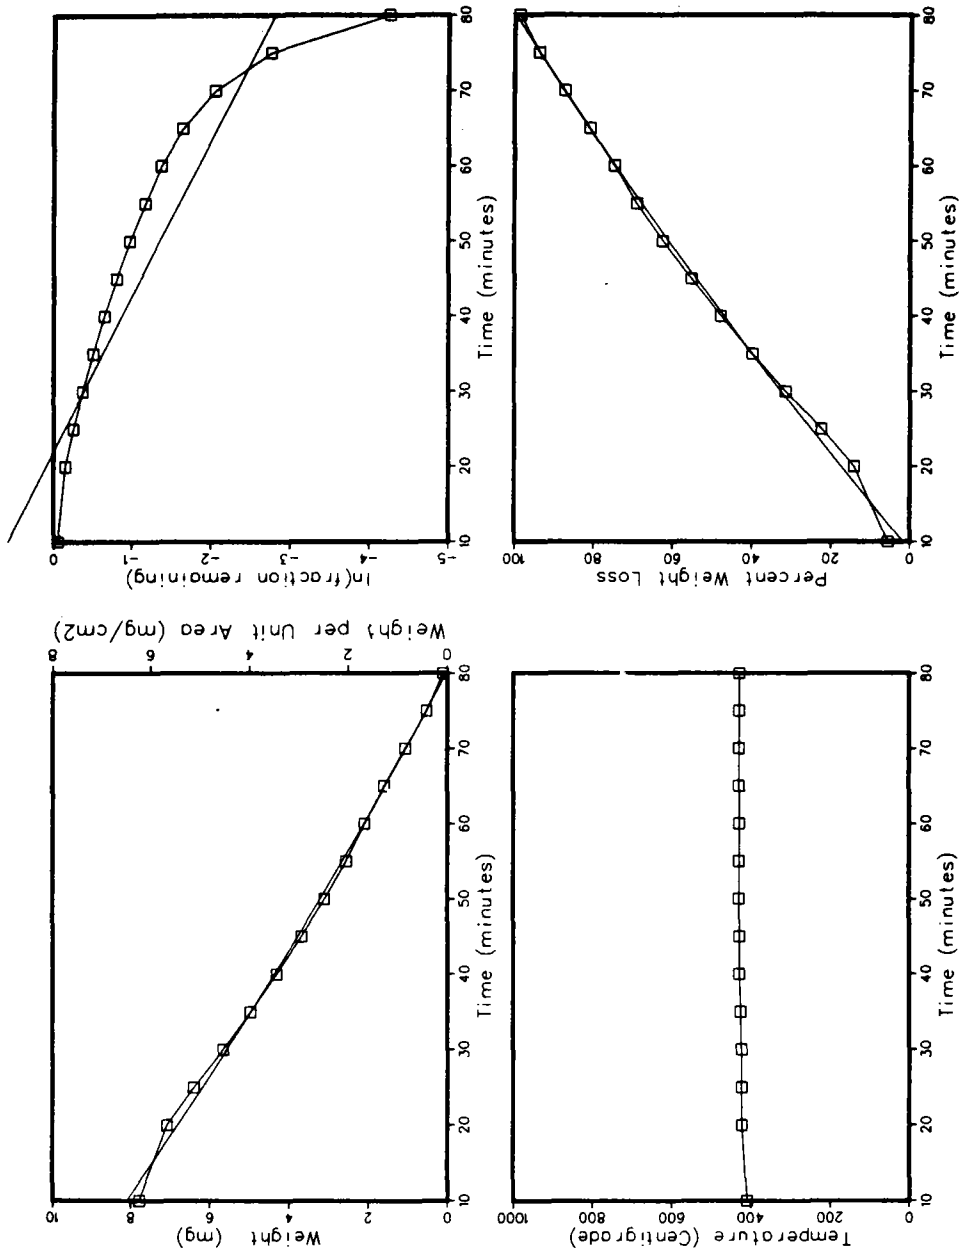 Weight (mg)
10
8
6
4
2
0
10 20 30 40 50 60 70 80
Time (minutes)
8
6
4
2
0
Weight per Unit Area (mg/cm2)
ln(fraction remaining)
0
-1
-2
-3
-4
-5
10 20 30 40 50 60 70 80
Time (minutes)
Temperature (Centigrade)
1000
800
600
400
200
0
10 20 30 40 50 60 70 80
Time (minutes)
Percent Weight Loss
100
80
60
40
20
0
10 20 30 40 50 60 70 80
Time (minutes)